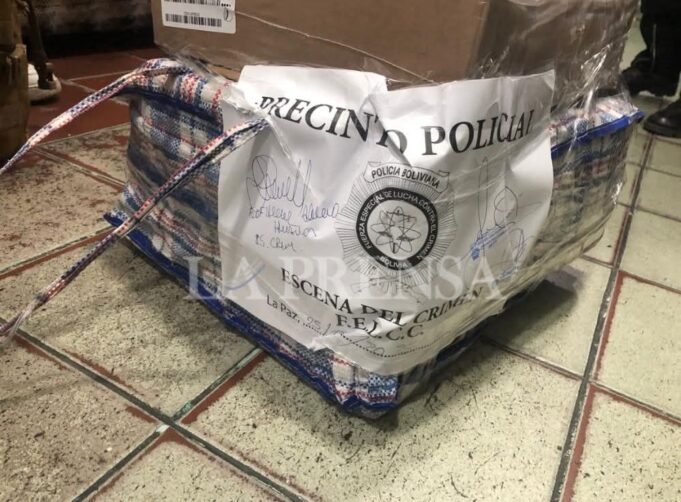 PRECINTO POLICIAL
POLICIA BOLIVIANA
FUERZA ESPECIAL DE LUCHA CONTRA EL CRIMEN
BOLIVIA
LA PRENSA
ESCENA DEL CRIMEN
F.E.L.C.C.
La Paz, 05